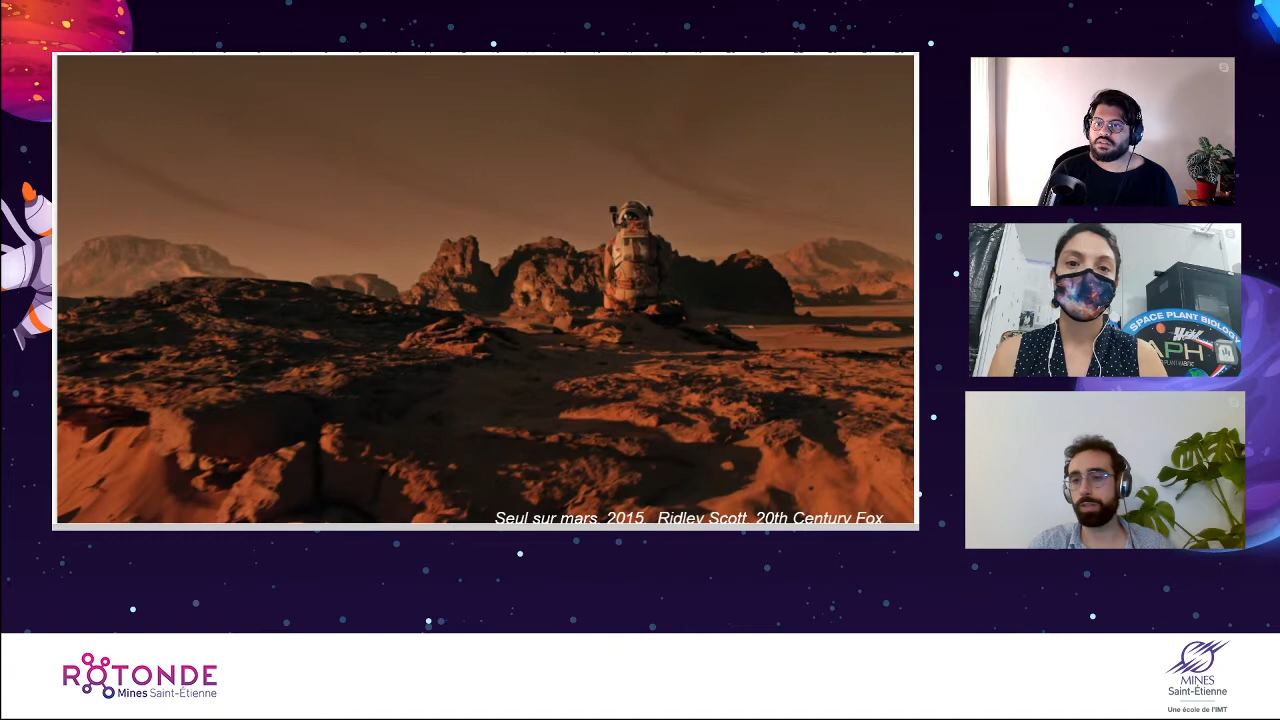 SPACE PLANT BIOLOGY
APH
Seul sur mars, 2015, Ridley Scott, 20th Century Fox
ROTONDE
Mines Saint-Étienne
MINES
Saint-Étienne
Une école de l'IMT